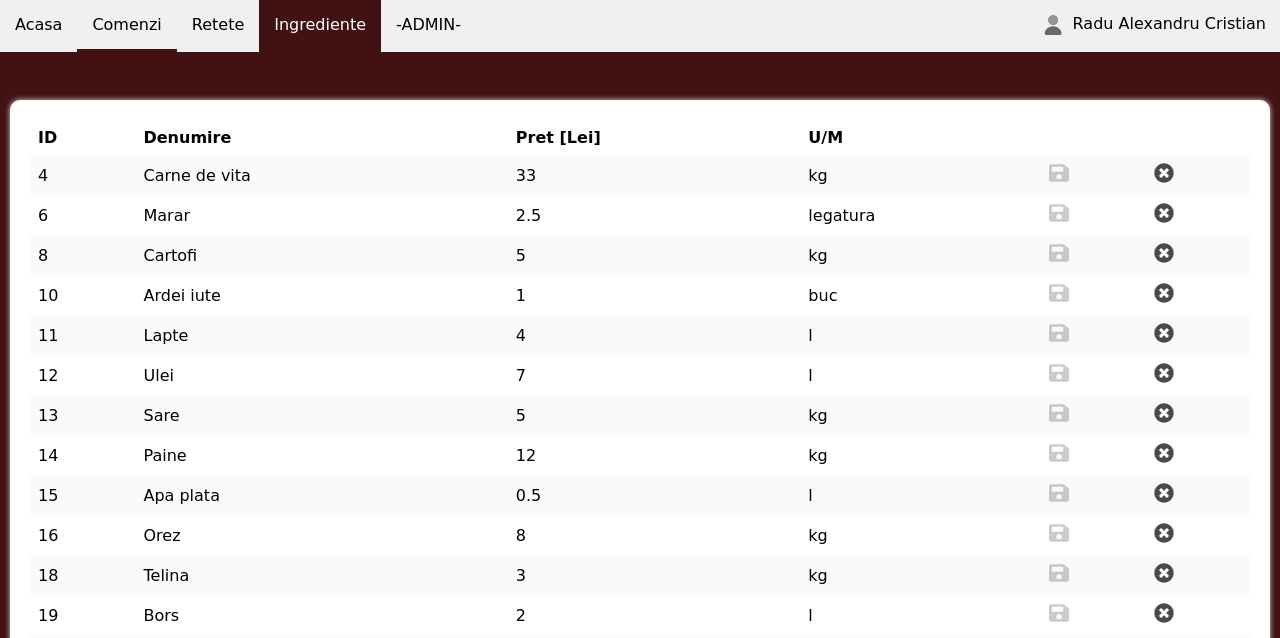 Acasa Comenzi Retete Ingrediente -ADMIN- Radu Alexandru Cristian
ID Denumire Pret [Lei] U/M
4 Carne de vita 33 kg
6 Marar 2.5 legatura
8 Cartofi 5 kg
10 Ardei iute 1 buc
11 Lapte 4 l
12 Ulei 7 l
13 Sare 5 kg
14 Paine 12 kg
15 Apa plata 0.5 l
16 Orez 8 kg
18 Telina 3 kg
19 Bors 2 l